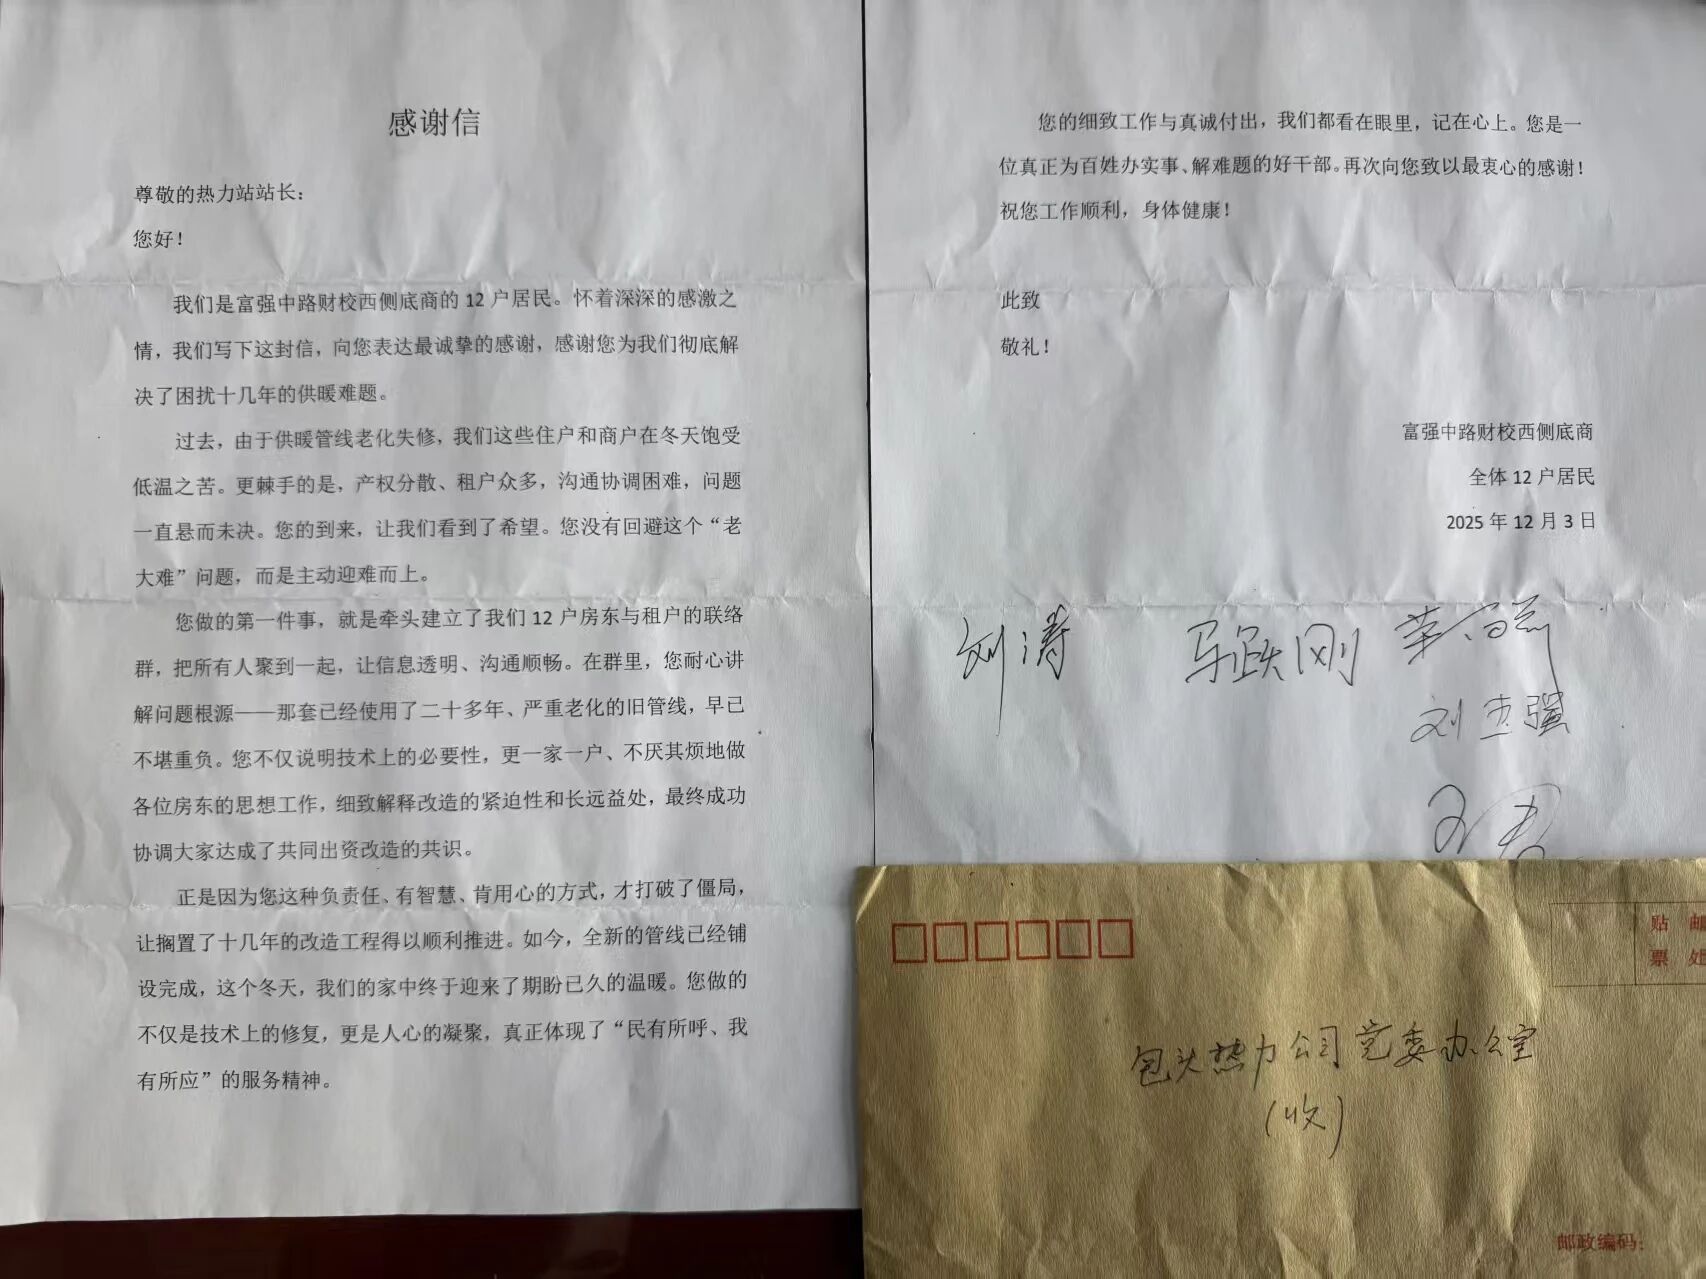 感谢信
尊敬的热力站站长：
您好！
我们是富强中路财校西侧底商的 12 户居民。怀着深深的感激之
情，我们写下这封信，向您表达最诚挚的感谢，感谢您为我们彻底解
决了困扰十几年的供暖难题。
过去，由于供暖管线老化失修，我们这些住户和商户在冬天饱受
低温之苦。更棘手的是，产权分散、租户众多，沟通协调困难，问题
一直悬而未决。您的到来，让我们看到了希望。您没有回避这个“老
大难”问题，而是主动迎难而上。
您做的第一件事，就是牵头建立了我们 12 户房东与租户的联络
群，把所有人聚到一起，让信息透明、沟通顺畅。在群里，您耐心讲
解问题根源——那套已经使用了二十多年、严重老化的旧管线，早已
不堪重负。您不仅说明技术上的必要性，更一家一户、不厌其烦地做
各位房东的思想工作，细致解释改造的紧迫性和长远益处，最终成功
协调大家达成了共同出资改造的共识。
正是因为您这种负责任、有智慧、肯用心的方式，才打破了僵局，
让搁置了十几年的改造工程得以顺利推进。如今，全新的管线已经铺
设完成，这个冬天，我们的家中终于迎来了期盼已久的温暖。您做的
不仅是技术上的修复，更是人心的凝聚，真正体现了“民有所呼、我
有所应”的服务精神。
您的细致工作与真诚付出，我们都看在眼里，记在心上。您是一
位真正为百姓办实事、解难题的好干部。再次向您致以最衷心的感谢！
祝您工作顺利，身体健康！
此致
敬礼！
富强中路财校西侧底商
全体 12 户居民
2025 年 12 月 3 日
刘涛
马跃刚
贴 邮
票 处
包头热力公司党委办公室
（收）
邮政编码：